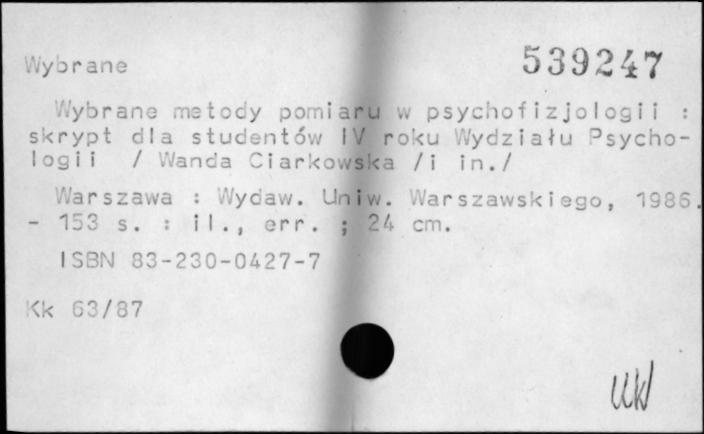 Wybrane 539247
Wybrane metody pomiaru w psychofizjologii :
skrypt dla studentów IV roku Wydziału Psycho-
logii / Wanda Ciarkowska /i in./
Warszawa : Wydaw. Uniw. Warszawskiego, 1986.
- 153 s. : il., err. ; 24 cm.
ISBN 83-230-0427-7
Kk 63/87